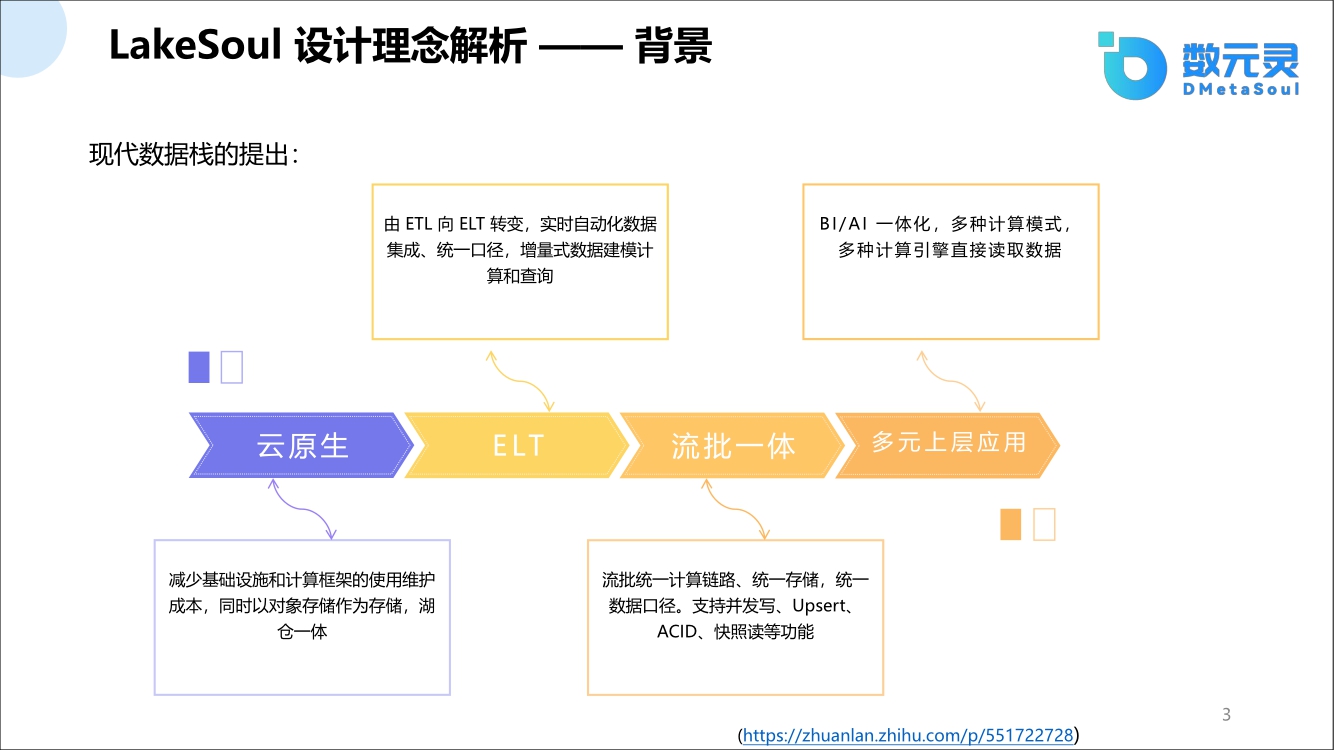 LakeSoul 设计理念解析 —— 背景
数元灵
DMetaSoul
现代数据栈的提出：
由 ETL 向 ELT 转变，实时自动化数据
集成、统一口径，增量式数据建模计
算和查询
BI/AI 一体化，多种计算模式，
多种计算引擎直接读取数据
云原生
ELT
流批一体
多元上层应用
减少基础设施和计算框架的使用维护
成本，同时以对象存储作为存储，湖
仓一体
流批统一计算链路、统一存储，统一
数据口径。支持并发写、Upsert、
ACID、快照读等功能
3
(https://zhuanlan.zhihu.com/p/551722728)